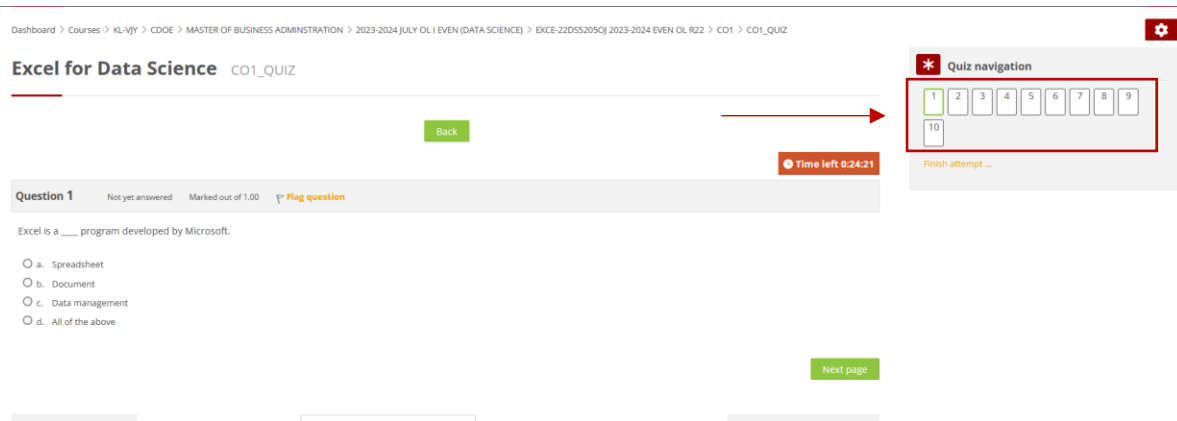 Dashboard > Courses > KL-VJY > CDOE > MASTER OF BUSINESS ADMINSTRATION > 2023-2024 JULY OL I EVEN (DATA SCIENCE) > EXCE-22DS5205OJ 2023-2024 EVEN OL R22 > CO1 > CO1_QUIZ
Excel for Data Science CO1_QUIZ
Back
Time left 0:24:21
Question 1 Not yet answered Marked out of 1.00 Flag question
Excel is a ___ program developed by Microsoft.
a. Spreadsheet
b. Document
c. Data management
d. All of the above
Next page
Quiz navigation
1 2 3 4 5 6 7 8 9
10
Finish attempt ...